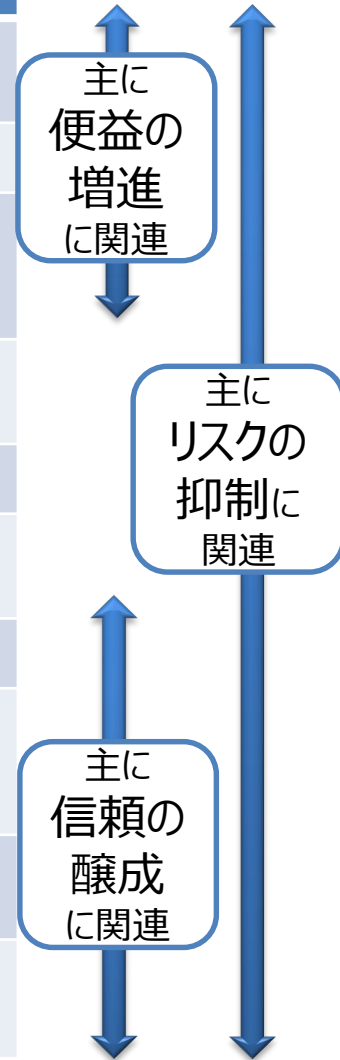 主に
便益の
増進
に関連
主に
リスクの
抑制に
関連
主に
信頼の
醸成
に関連